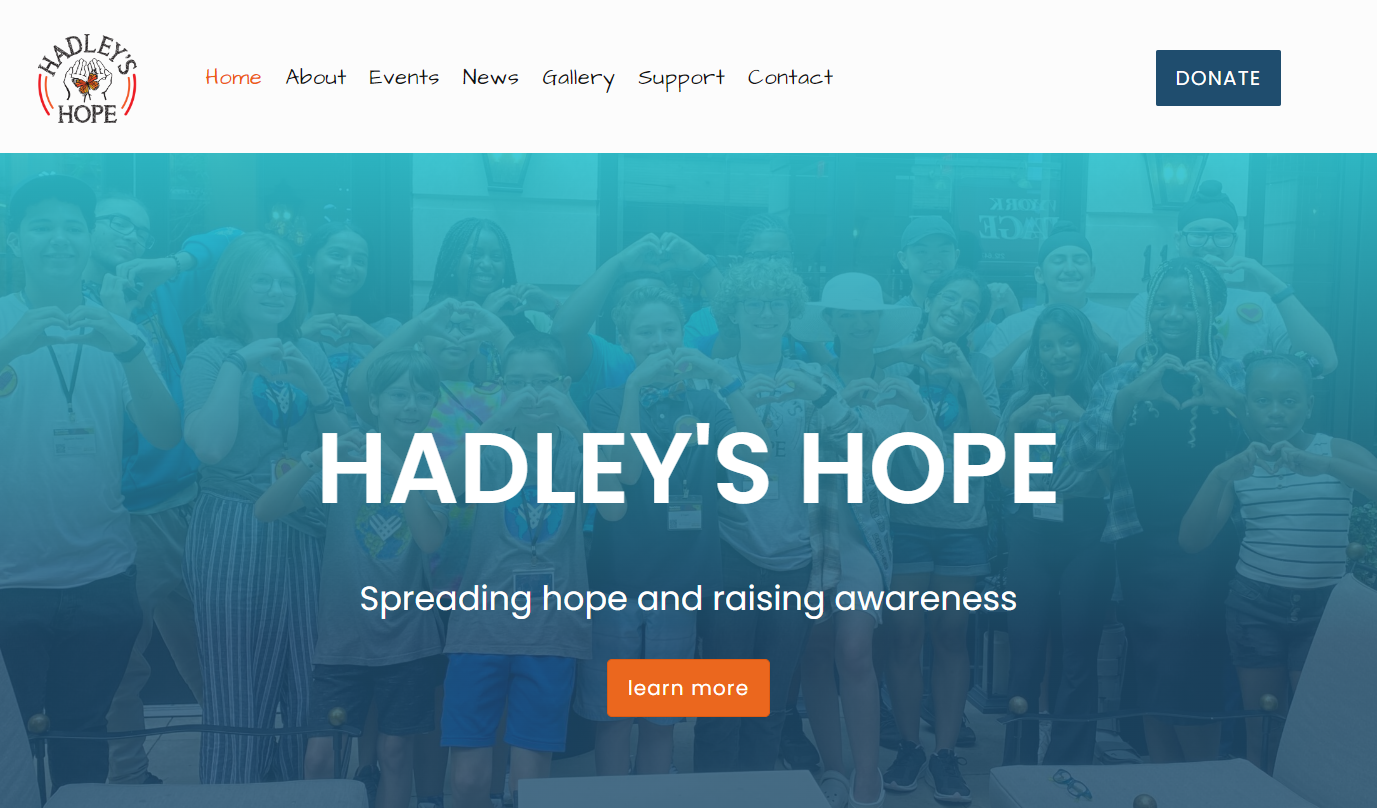 HADLEY'S
HOPE
Home About Events News Gallery Support Contact
DONATE
HADLEY'S HOPE
Spreading hope and raising awareness
learn more